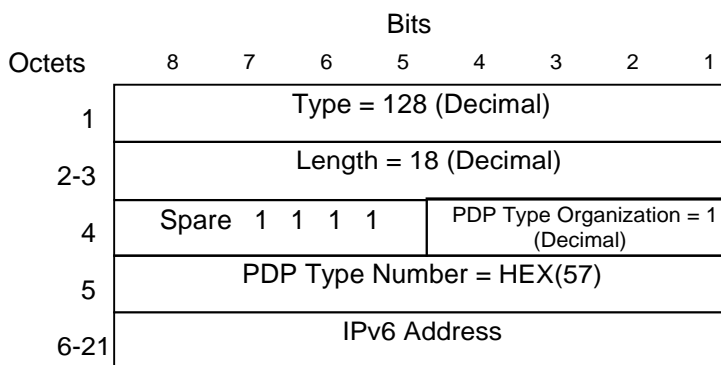 Bits
Octets 8 7 6 5 4 3 2 1
1 Type = 128 (Decimal)
2-3 Length = 18 (Decimal)
4 Spare 1 1 1 1 PDP Type Organization = 1
(Decimal)
5 PDP Type Number = HEX(57)
6-21 IPv6 Address